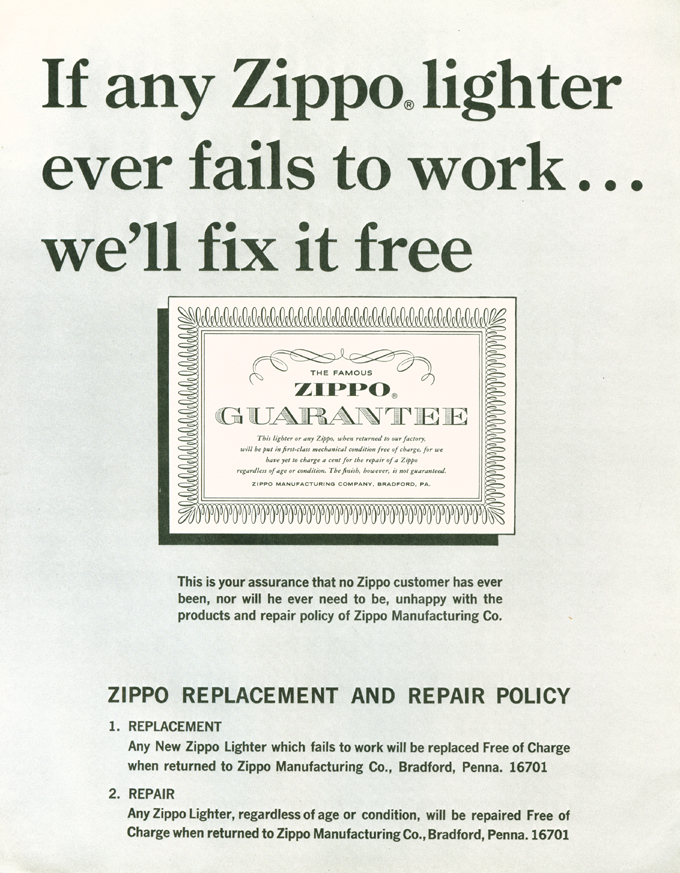 If any Zippo® lighter
ever fails to work...
we'll fix it free
THE FAMOUS
ZIPPO®
GUARANTEE
This lighter or any Zippo, when returned to our factory,
will be put in first-class mechanical condition free of charge, for we
have yet to charge a cent for the repair of a Zippo
regardless of age or condition. The finish, however, is not guaranteed.
ZIPPO MANUFACTURING COMPANY, BRADFORD, PA.
This is your assurance that no Zippo customer has ever
been, nor will he ever need to be, unhappy with the
products and repair policy of Zippo Manufacturing Co.
ZIPPO REPLACEMENT AND REPAIR POLICY
1. REPLACEMENT
Any New Zippo Lighter which fails to work will be replaced Free of Charge
when returned to Zippo Manufacturing Co., Bradford, Penna. 16701
2. REPAIR
Any Zippo Lighter, regardless of age or condition, will be repaired Free of
Charge when returned to Zippo Manufacturing Co., Bradford, Penna. 16701